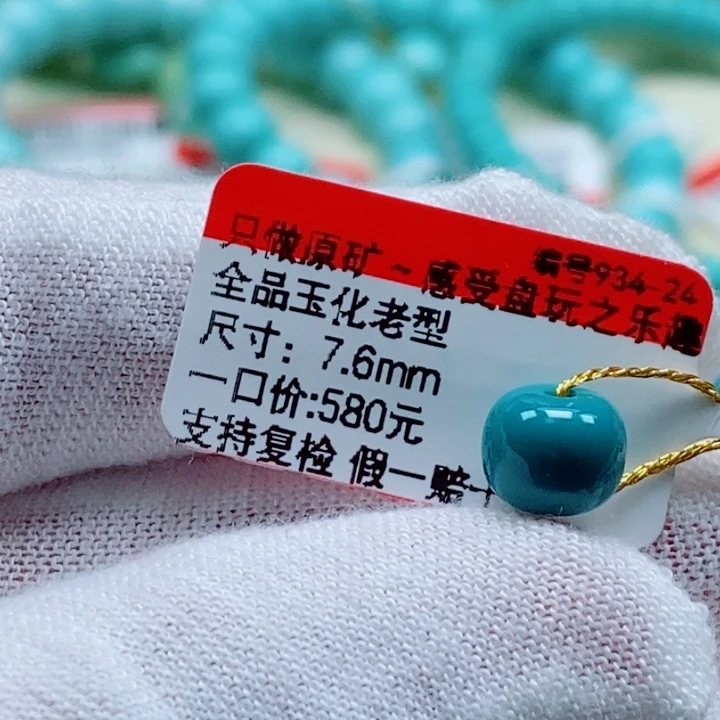 只做原矿~感受盘玩之乐趣
编号934-24
全品玉化老型
尺寸：7.6mm
一口价:580元
支持复检 假一赔